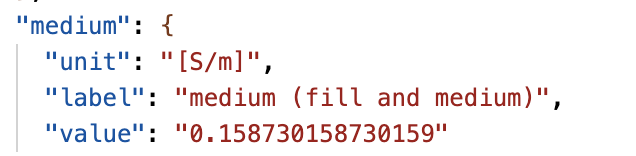 "medium": {
"unit": "[S/m]",
"label": "medium (fill and medium)",
"value": "0.158730158730159"